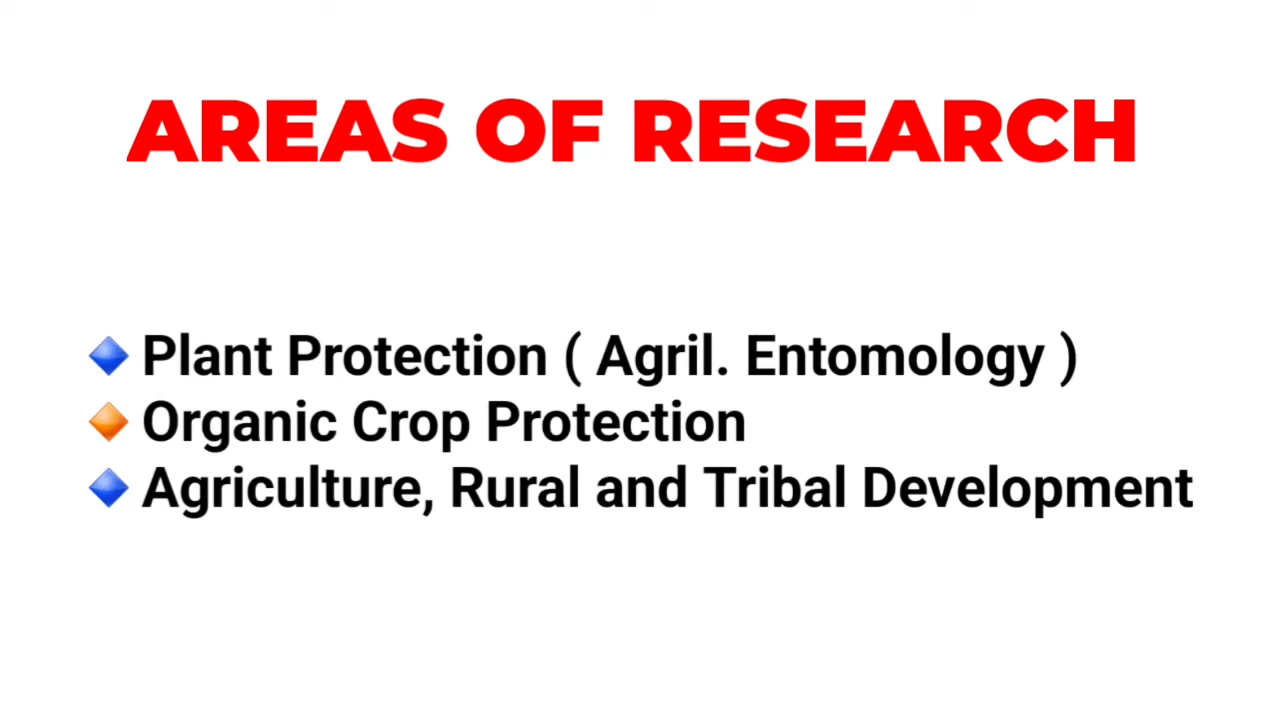 AREAS OF RESEARCH
🔹Plant Protection ( Agril. Entomology )
🔸Organic Crop Protection
🔹Agriculture, Rural and Tribal Development